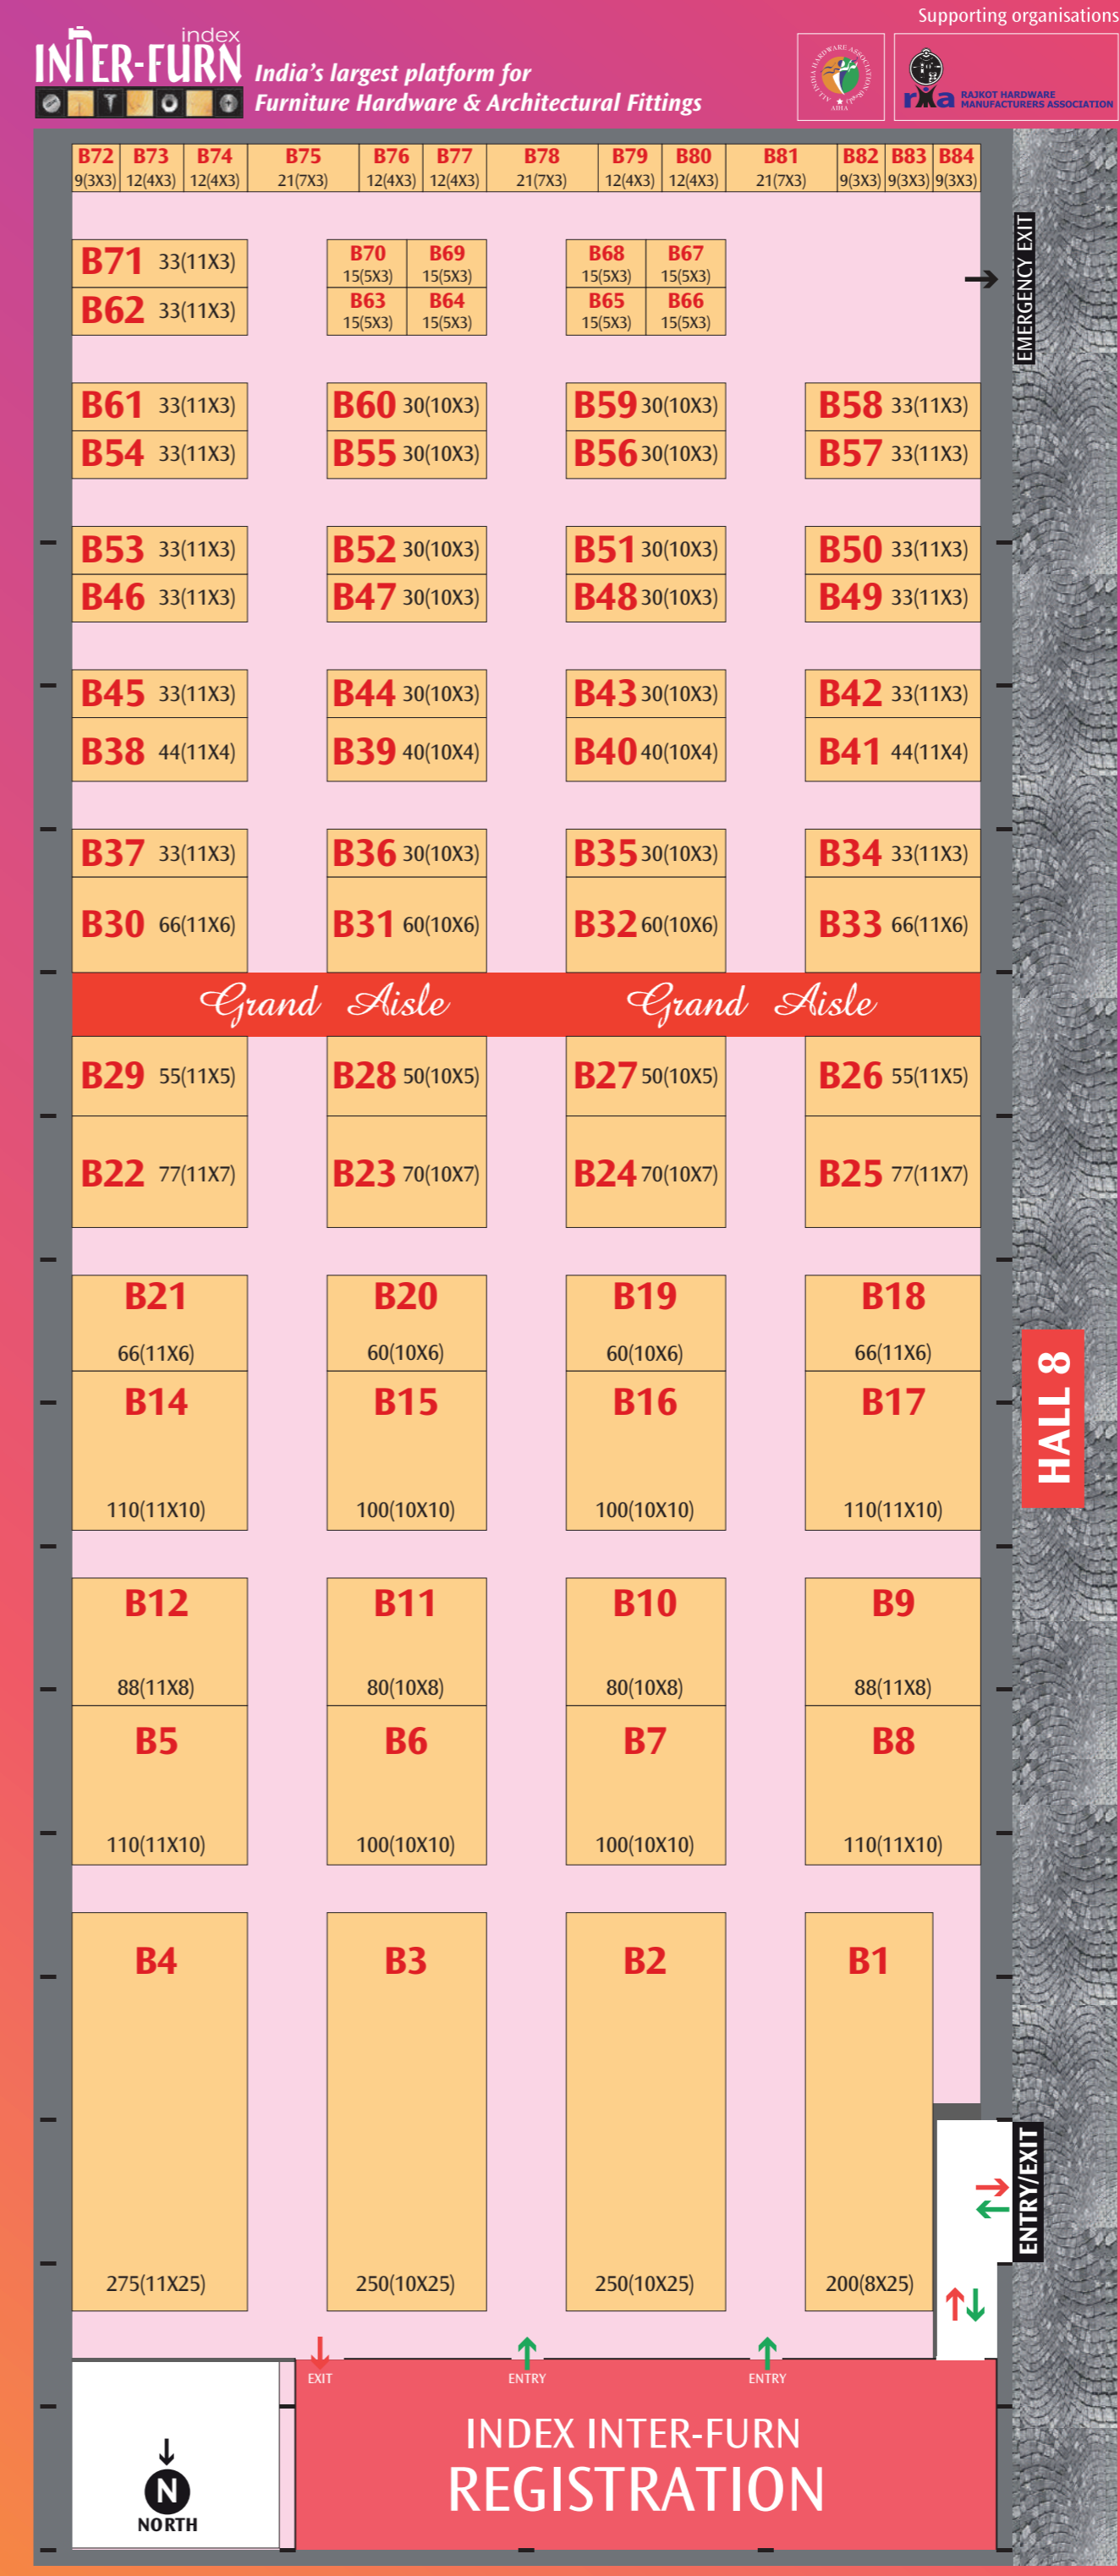 Supporting organisations
index
INTER-FURN
India's largest platform for
Furniture Hardware & Architectural Fittings
ALL INDIA HARDWARE ASSOCIATION (Regd.)
AIHA
rHa RAJKOT HARDWARE
MANUFACTURERS ASSOCIATION
B72 B73 B74 B75 B76 B77 B78 B79 B80 B81 B82 B83 B84
9(3X3) 12(4X3) 12(4X3) 21(7X3) 12(4X3) 12(4X3) 21(7X3) 12(4X3) 12(4X3) 21(7X3) 9(3X3) 9(3X3) 9(3X3)
EMERGENCY EXIT
B71 33(11X3)
B70 B69 B68 B67
15(5X3) 15(5X3) 15(5X3) 15(5X3)
B62 33(11X3)
B63 B64 B65 B66
15(5X3) 15(5X3) 15(5X3) 15(5X3)
B61 33(11X3) B60 30(10X3) B59 30(10X3) B58 33(11X3)
B54 33(11X3) B55 30(10X3) B56 30(10X3) B57 33(11X3)
B53 33(11X3) B52 30(10X3) B51 30(10X3) B50 33(11X3)
B46 33(11X3) B47 30(10X3) B48 30(10X3) B49 33(11X3)
B45 33(11X3) B44 30(10X3) B43 30(10X3) B42 33(11X3)
B38 44(11X4) B39 40(10X4) B40 40(10X4) B41 44(11X4)
B37 33(11X3) B36 30(10X3) B35 30(10X3) B34 33(11X3)
B30 66(11X6) B31 60(10X6) B32 60(10X6) B33 66(11X6)
Grand Aisle Grand Aisle
B29 55(11X5) B28 50(10X5) B27 50(10X5) B26 55(11X5)
B22 77(11X7) B23 70(10X7) B24 70(10X7) B25 77(11X7)
B21 B20 B19 B18
66(11X6) 60(10X6) 60(10X6) 66(11X6)
HALL 8
B14 B15 B16 B17
110(11X10) 100(10X10) 100(10X10) 110(11X10)
B12 B11 B10 B9
88(11X8) 80(10X8) 80(10X8) 88(11X8)
B5 B6 B7 B8
110(11X10) 100(10X10) 100(10X10) 110(11X10)
B4 B3 B2 B1
ENTRY/EXIT
275(11X25) 250(10X25) 250(10X25) 200(8X25)
EXIT ENTRY ENTRY
INDEX INTER-FURN
REGISTRATION
N
NORTH